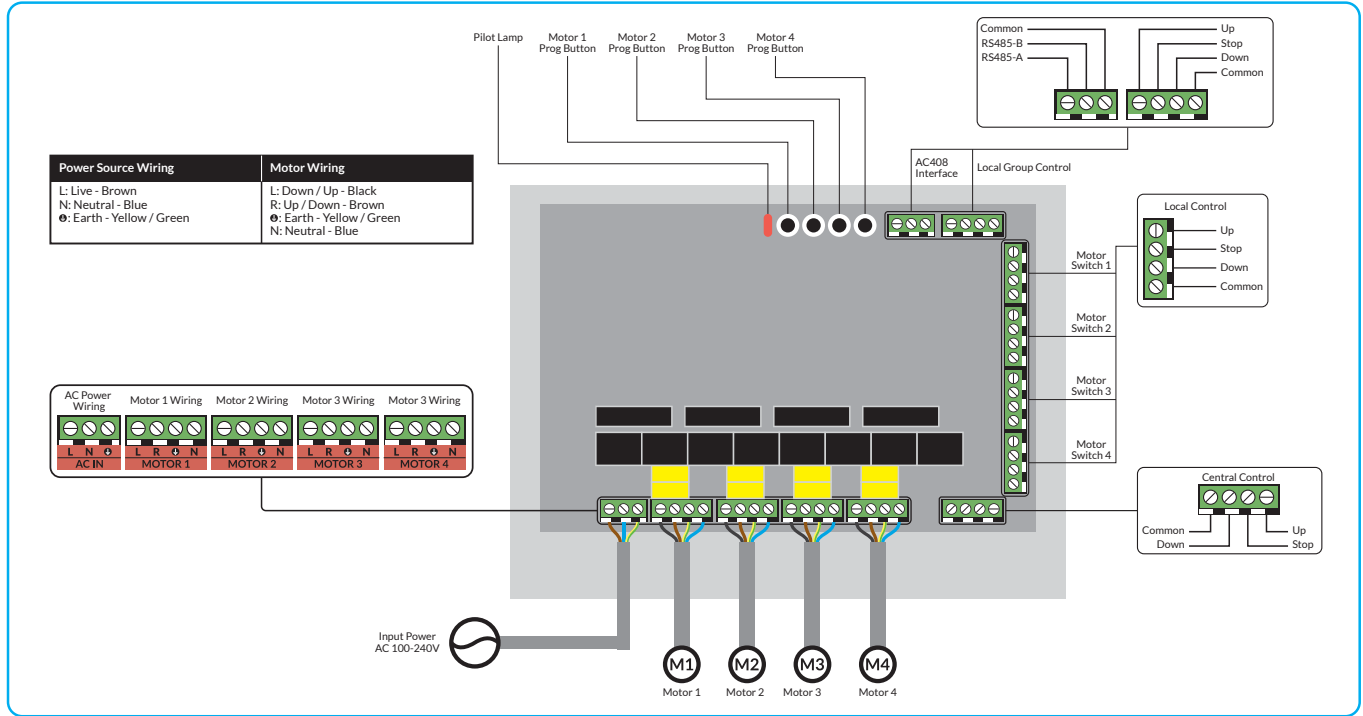 Pilot Lamp
Motor 1
Prog Button
Motor 2
Prog Button
Motor 3
Prog Button
Motor 4
Prog Button
Common
RS485-B
RS485-A
Up
Stop
Down
Common
AC408
Interface
Local Group Control
Power Source Wiring
L: Live - Brown
N: Neutral - Blue
: Earth - Yellow / Green
Motor Wiring
L: Down / Up - Black
R: Up / Down - Brown
: Earth - Yellow / Green
N: Neutral - Blue
Local Control
Up
Stop
Down
Common
Motor
Switch 1
Motor
Switch 2
Motor
Switch 3
Motor
Switch 4
AC Power
Wiring
Motor 1 Wiring
Motor 2 Wiring
Motor 3 Wiring
Motor 3 Wiring
L N
AC IN
L R N
MOTOR 1
L R N
MOTOR 2
L R N
MOTOR 3
L R N
MOTOR 4
Central Control
Common
Down
Up
Stop
Input Power
AC 100-240V
M1
M2
M3
M4
Motor 1
Motor 2
Motor 3
Motor 4